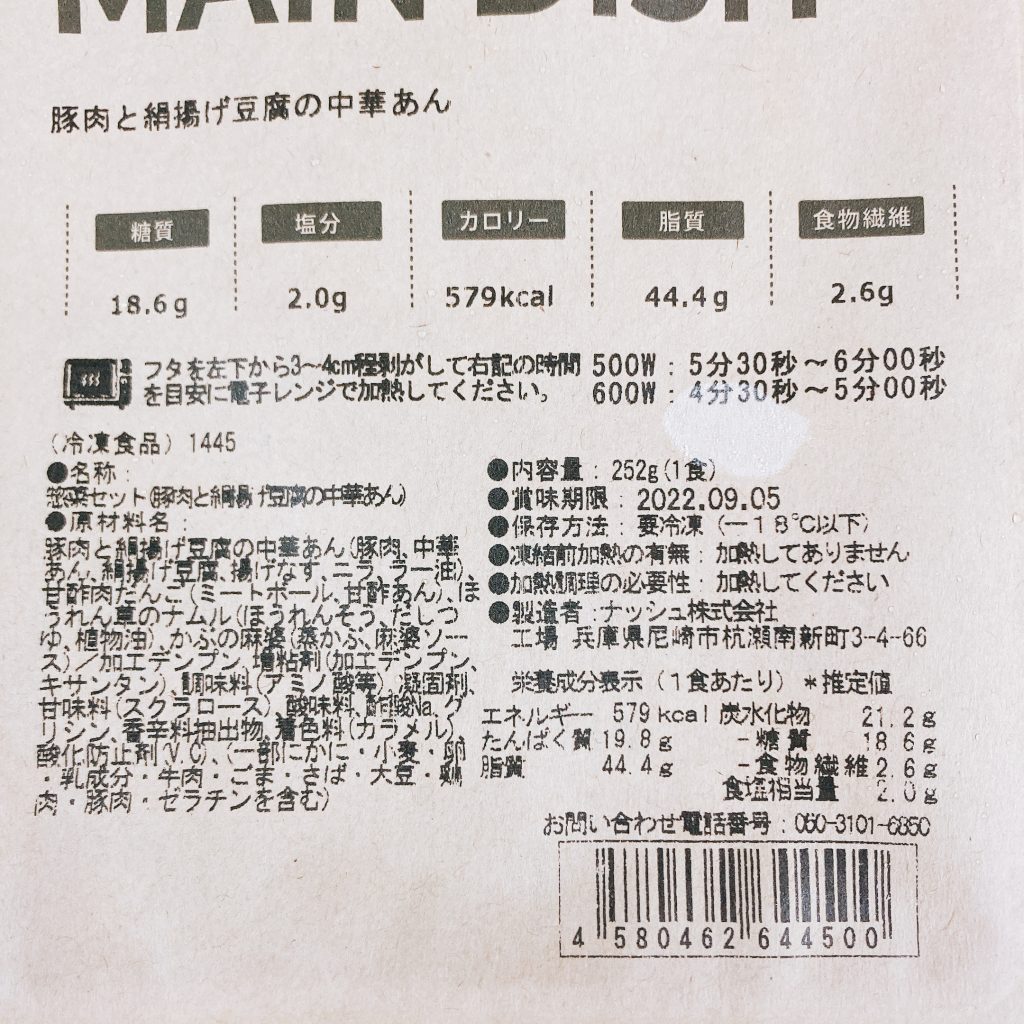 MAIN DISH
豚肉と絹揚げ豆腐の中華あん
糖質 塩分 カロリー 脂質 食物繊維
18.6g 2.0g 579kcal 44.4g 2.6g
フタを左下から3～4cm程剥がして右記の時間
を目安に電子レンジで加熱してください。
500W：5分30秒～6分00秒
600W：4分30秒～5分00秒
(冷凍食品) 1445
●名称：
惣菜セット(豚肉と絹揚げ豆腐の中華あん)
●原材料名：
豚肉と絹揚げ豆腐の中華あん(豚肉、中華
あん、絹揚げ豆腐、揚げなす、ニラ、ラー油)、
甘酢肉だんご(ミートボール、甘酢あん)、ほ
うれん草のナムル(ほうれんそう、だしつ
ゆ、植物油)、かぶの麻婆(蒸かぶ、麻婆ソー
ス)／加工デンプン、増粘剤(加工デンプン、
キサンタン)、調味料(アミノ酸等)、凝固剤、
甘味料(スクラロース)、酸味料、酢酸Na、グ
リシン、香辛料抽出物、着色料(カラメル)、
酸化防止剤(V.C)、(一部にかに・小麦・卵
・乳成分・牛肉・ごま・さば・大豆・鶏
肉・豚肉・ゼラチンを含む)
●内容量：252g(1食)
●賞味期限：2022.09.05
●保存方法：要冷凍 (－18℃以下)
●凍結前加熱の有無：加熱してありません
●加熱調理の必要性：加熱してください
●製造者：ナッシュ株式会社
工場 兵庫県尼崎市杭瀬南新町3-4-66
栄養成分表示 (1食あたり) ＊推定値
エネルギー 579kcal 炭水化物 21.2g
たんぱく質 19.8g －糖質 18.6g
脂質 44.4g －食物繊維 2.6g
食塩相当量 2.0g
お問い合わせ電話番号：050-3101-6850
4 580462 644500